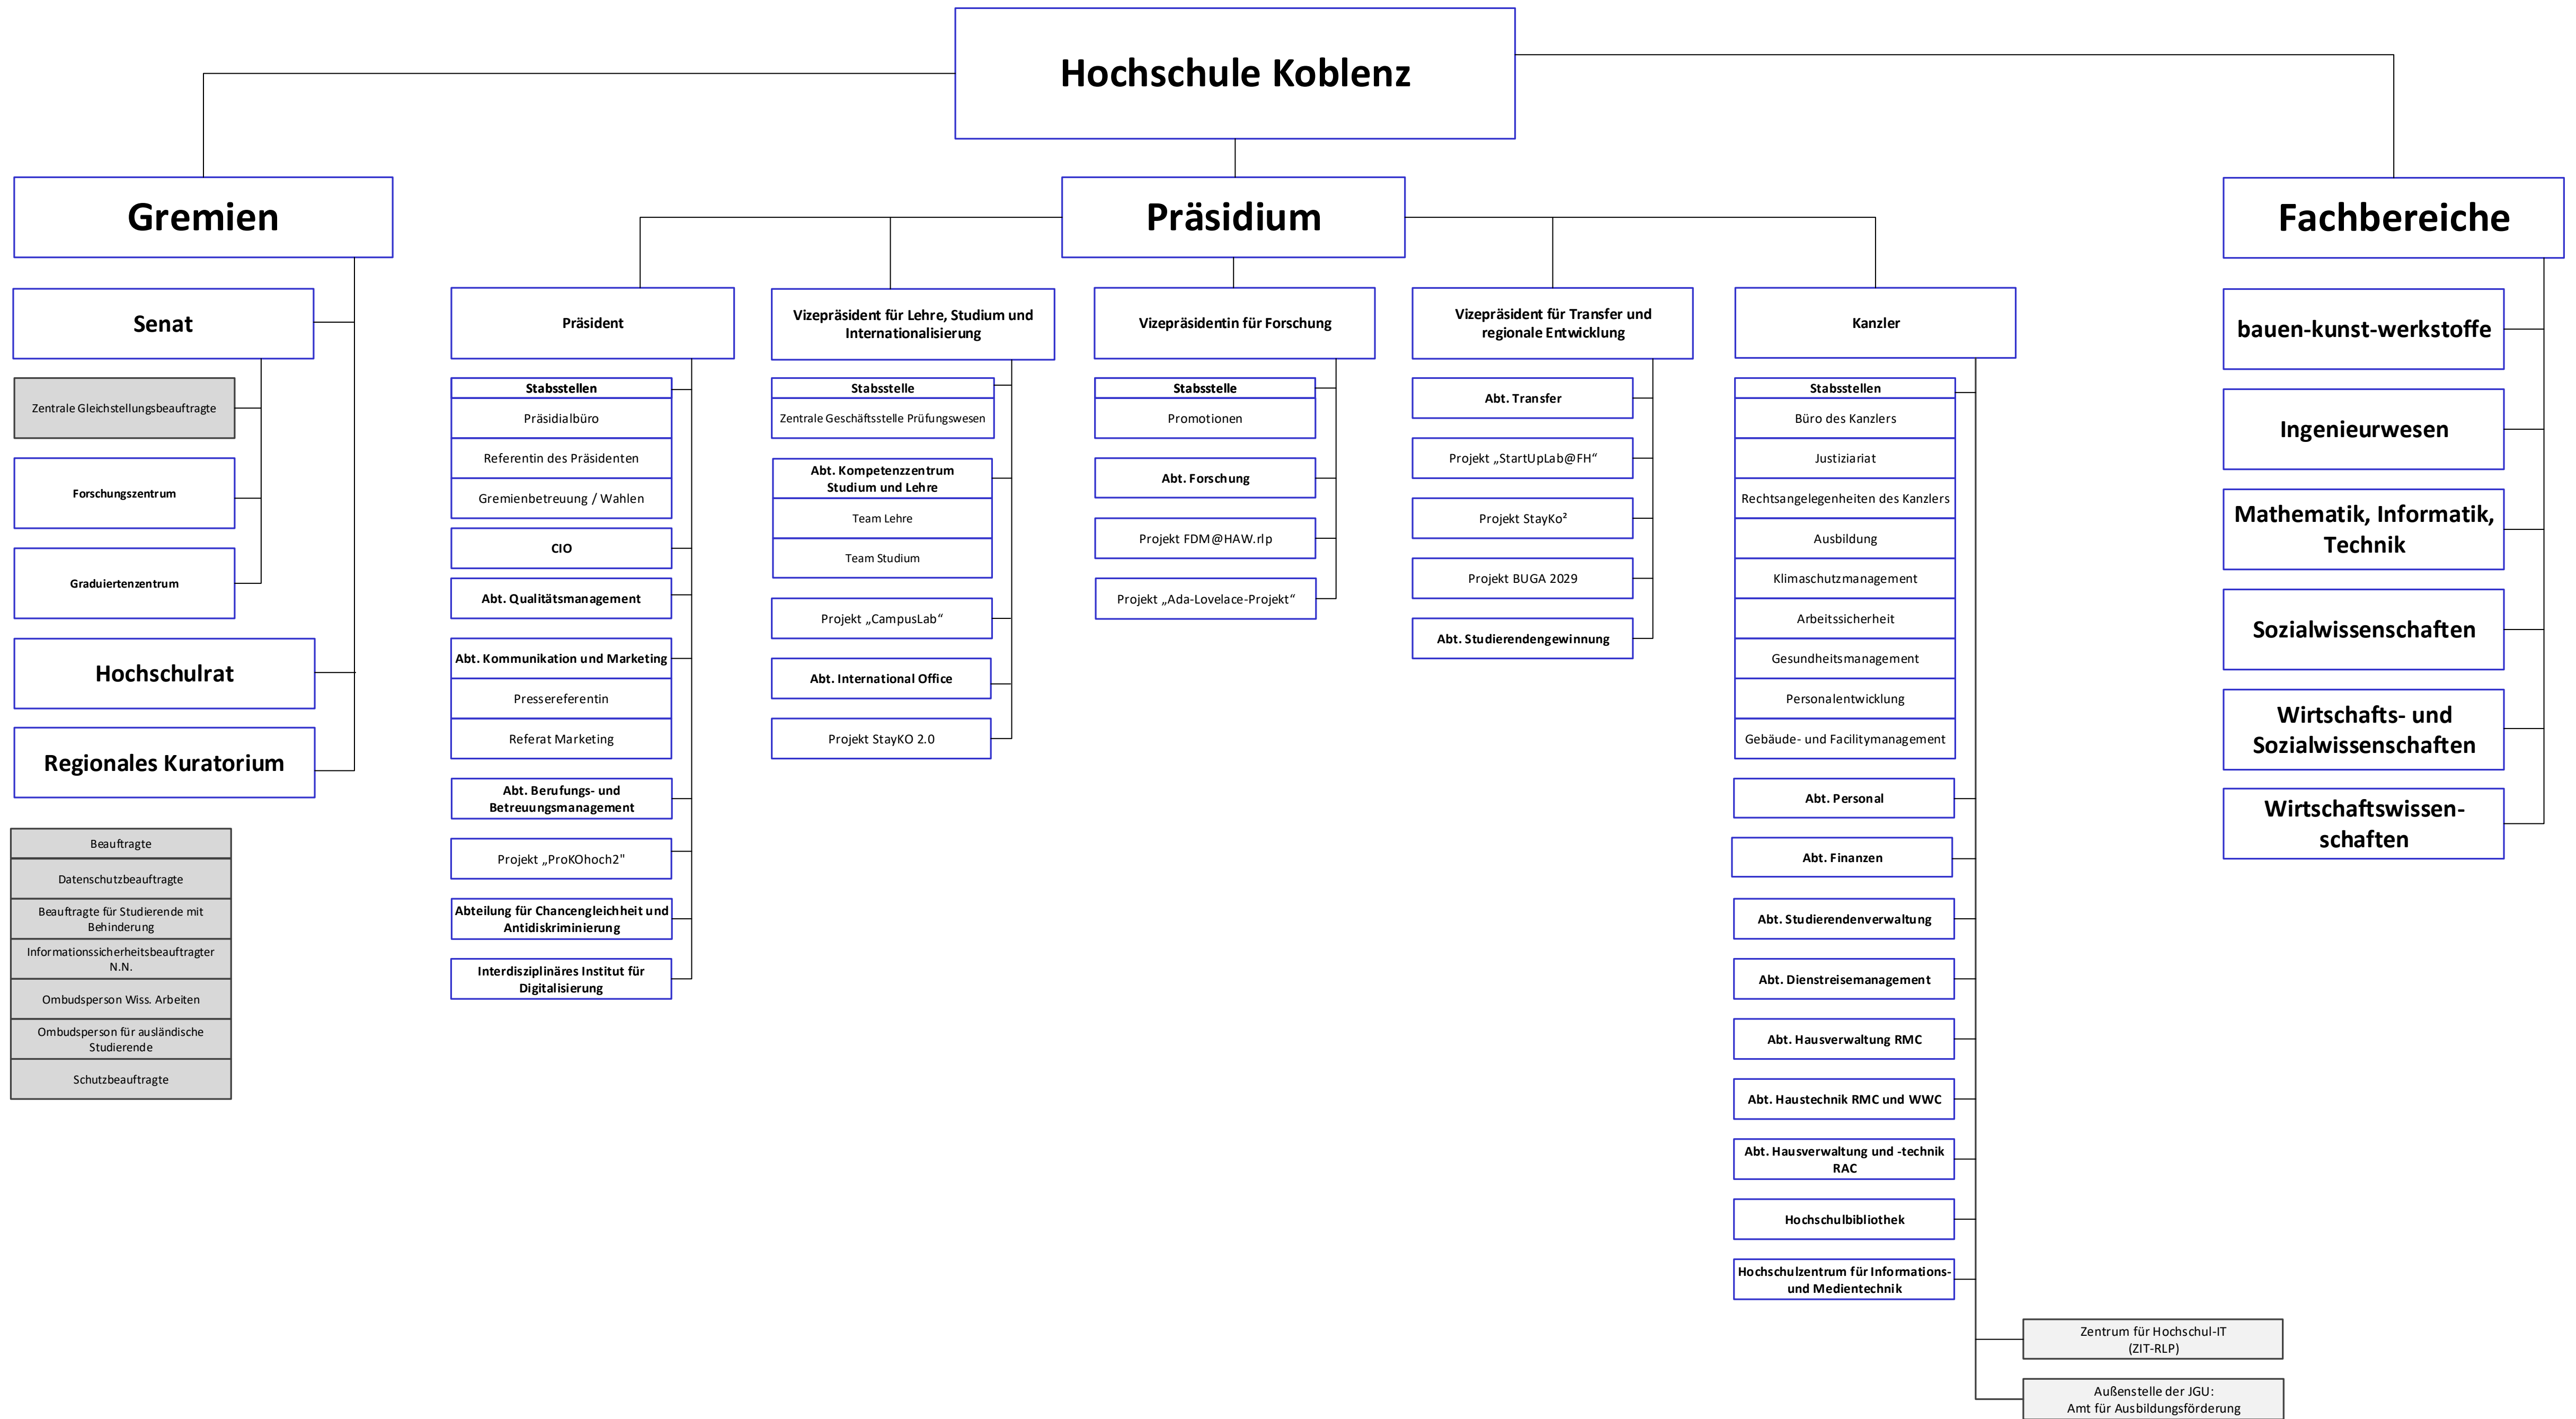 Hochschule Koblenz
Gremien
Präsidium
Fachbereiche
Senat
Zentrale Gleichstellungsbeauftragte
Forschungszentrum
Graduiertenzentrum
Hochschulrat
Regionales Kuratorium
Beauftragte
Datenschutzbeauftragte
Beauftragte für Studierende mit
Behinderung
Informationssicherheitsbeauftragter
N.N.
Ombudsperson Wiss. Arbeiten
Ombudsperson für ausländische
Studierende
Schutzbeauftragte
Präsident
Stabsstellen
Präsidialbüro
Referentin des Präsidenten
Gremienbetreuung / Wahlen
CIO
Abt. Qualitätsmanagement
Abt. Kommunikation und Marketing
Pressereferentin
Referat Marketing
Abt. Berufungs- und
Betreuungsmanagement
Projekt „ProKOhoch2"
Abteilung für Chancengleichheit und
Antidiskriminierung
Interdisziplinäres Institut für
Digitalisierung
Vizepräsident für Lehre, Studium und
Internationalisierung
Stabsstelle
Zentrale Geschäftsstelle Prüfungswesen
Abt. Kompetenzzentrum
Studium und Lehre
Team Lehre
Team Studium
Projekt „CampusLab“
Abt. International Office
Projekt StayKO 2.0
Vizepräsidentin für Forschung
Stabsstelle
Promotionen
Abt. Forschung
Projekt FDM@HAW.rlp
Projekt „Ada-Lovelace-Projekt“
Vizepräsident für Transfer und
regionale Entwicklung
Abt. Transfer
Projekt „StartUpLab@FH“
Projekt StayKo²
Projekt BUGA 2029
Abt. Studierendengewinnung
Kanzler
Stabsstellen
Büro des Kanzlers
Justiziariat
Rechtsangelegenheiten des Kanzlers
Ausbildung
Klimaschutzmanagement
Arbeitssicherheit
Gesundheitsmanagement
Personalentwicklung
Gebäude- und Facilitymanagement
Abt. Personal
Abt. Finanzen
Abt. Studierendenverwaltung
Abt. Dienstreisemanagement
Abt. Hausverwaltung RMC
Abt. Haustechnik RMC und WWC
Abt. Hausverwaltung und -technik
RAC
Hochschulbibliothek
Hochschulzentrum für Informations-
und Medientechnik
Zentrum für Hochschul-IT
(ZIT-RLP)
Außenstelle der JGU:
Amt für Ausbildungsförderung
bauen-kunst-werkstoffe
Ingenieurwesen
Mathematik, Informatik,
Technik
Sozialwissenschaften
Wirtschafts- und
Sozialwissenschaften
Wirtschaftswissen-
schaften